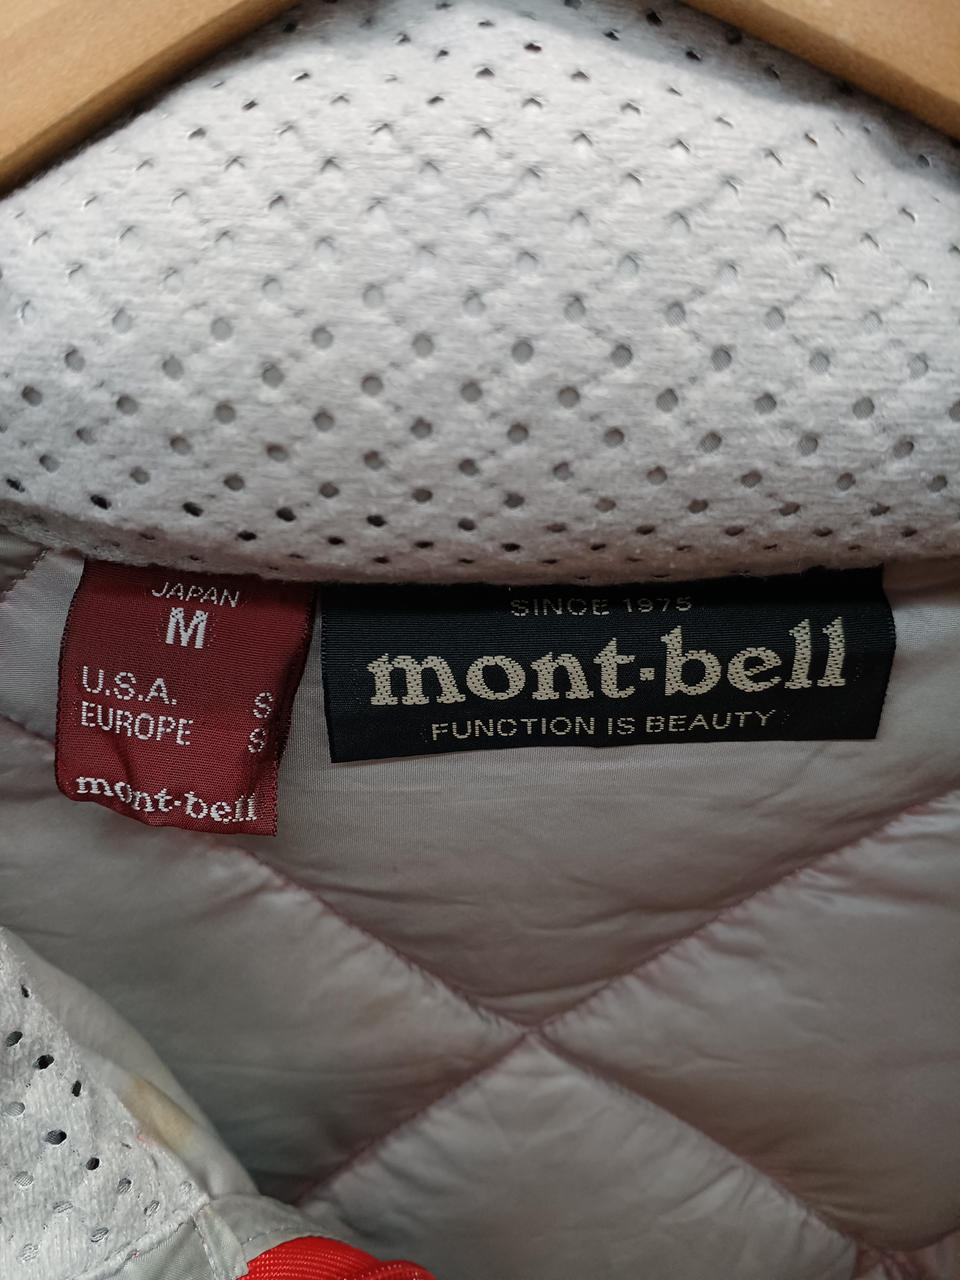 JAPAN
M
U.S.A. S
EUROPE S
mont-bell
SINCE 1975
mont-bell
FUNCTION IS BEAUTY